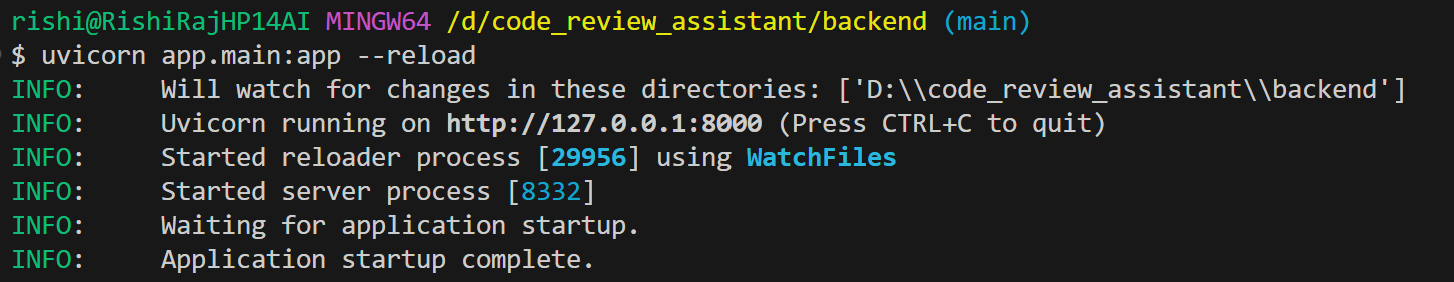 rishi@RishiRajHP14AI MINGW64 /d/code_review_assistant/backend (main)
$ uvicorn app.main:app --reload
INFO:     Will watch for changes in these directories: ['D:\\code_review_assistant\\backend']
INFO:     Uvicorn running on http://127.0.0.1:8000 (Press CTRL+C to quit)
INFO:     Started reloader process [29956] using WatchFiles
INFO:     Started server process [8332]
INFO:     Waiting for application startup.
INFO:     Application startup complete.